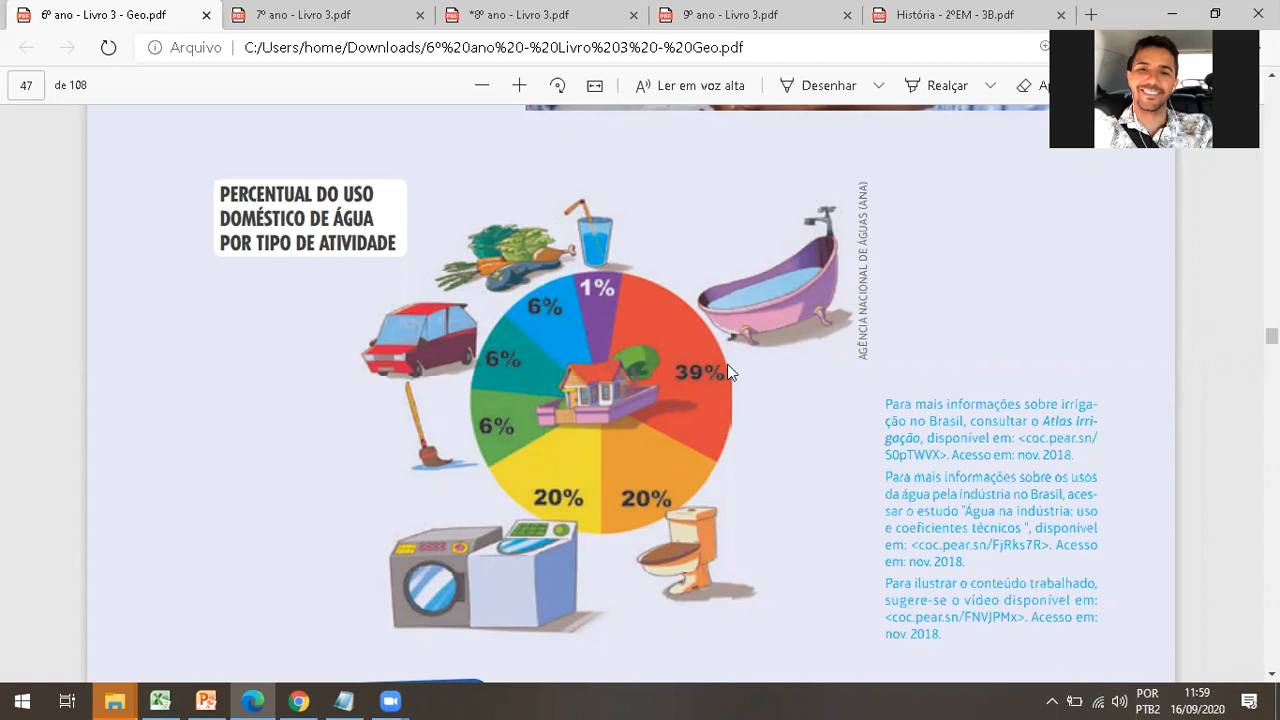 6º ano - Livro 3 - Geo.pdf
7º ano - Livro 3.pdf
*8º ano - Livro 3.pdf
9º ano - Livro 3.pdf
História - 2ºEM - 3B.pdf
Arquivo
C:/Users/home/Downloads/6º%20ano%20-%20Livro%203%20-%20Geo.pdf
47
de 108
Ler em voz alta
Desenhar
Realçar
PERCENTUAL DO USO
DOMÉSTICO DE ÁGUA
POR TIPO DE ATIVIDADE
AGÊNCIA NACIONAL DE ÁGUAS (ANA)
1%
6%
6%
39%
6%
20%
20%
Para mais informações sobre irriga-
ção no Brasil, consultar o Atlas irri-
gação, disponível em: <coc.pear.sn/
S0pTWVX>. Acesso em: nov. 2018.
Para mais informações sobre os usos
da água pela indústria no Brasil, aces-
sar o estudo "Água na indústria: uso
e coeficientes técnicos ", disponível
em: <coc.pear.sn/FjRks7R>. Acesso
em: nov. 2018.
Para ilustrar o conteúdo trabalhado,
sugere-se o vídeo disponível em:
<coc.pear.sn/FNVJPMx>. Acesso em:
nov. 2018.
POR
PTB2
11:59
16/09/2020